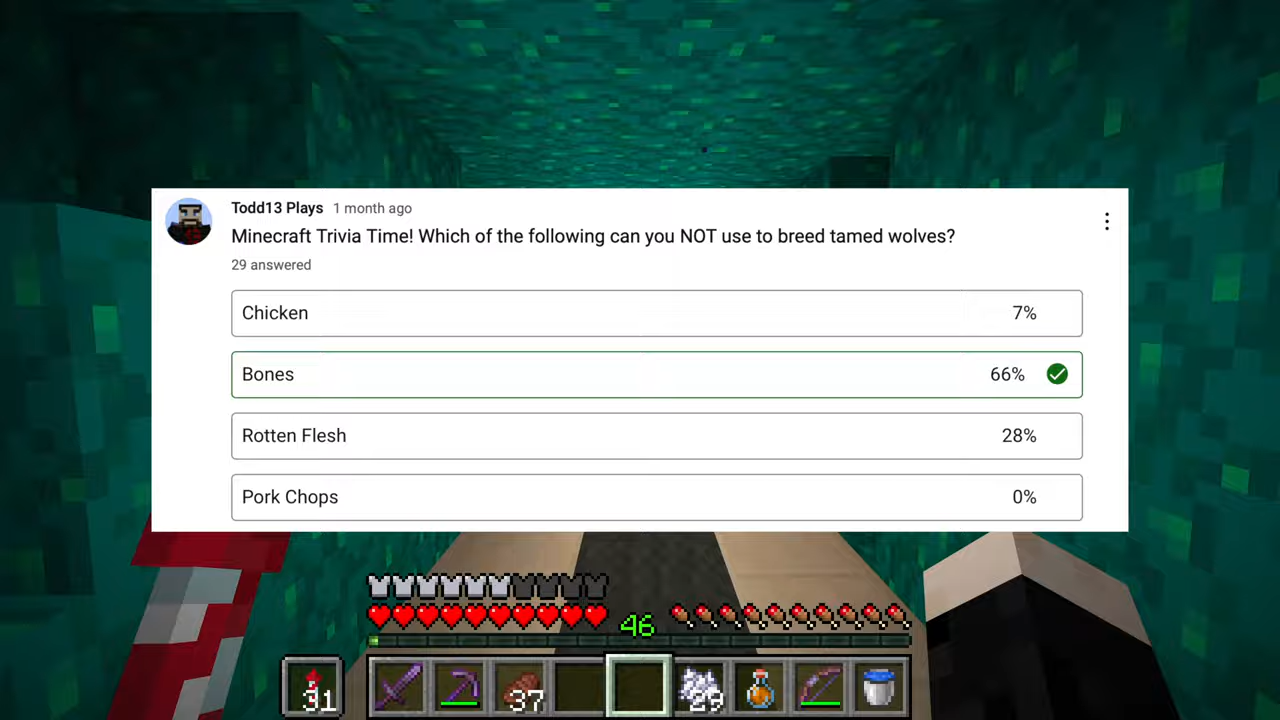 Todd13 Plays 1 month ago
Minecraft Trivia Time! Which of the following can you NOT use to breed tamed wolves?
29 answered
Chicken 7%
Bones 66%
Rotten Flesh 28%
Pork Chops 0%
46
31 37 29